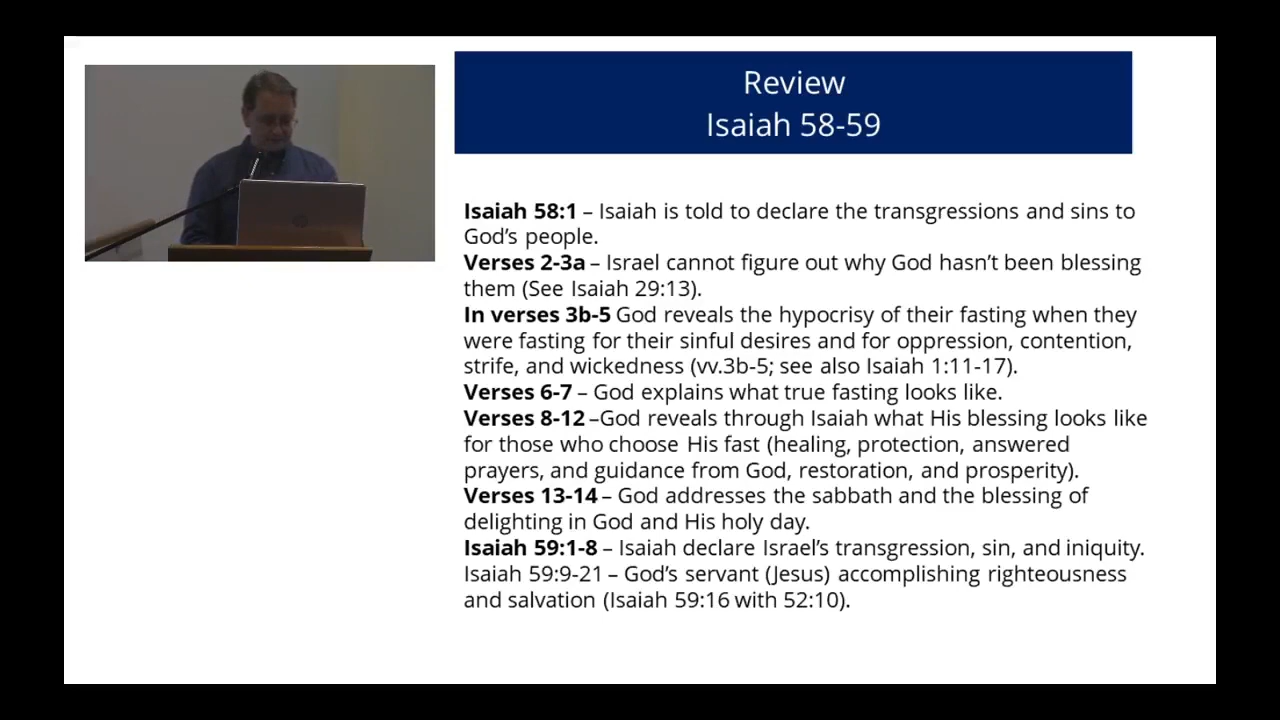 Review
Isaiah 58-59
Isaiah 58:1 – Isaiah is told to declare the transgressions and sins to
God’s people.
Verses 2-3a – Israel cannot figure out why God hasn’t been blessing
them (See Isaiah 29:13).
In verses 3b-5 God reveals the hypocrisy of their fasting when they
were fasting for their sinful desires and for oppression, contention,
strife, and wickedness (vv.3b-5; see also Isaiah 1:11-17).
Verses 6-7 – God explains what true fasting looks like.
Verses 8-12 –God reveals through Isaiah what His blessing looks like
for those who choose His fast (healing, protection, answered
prayers, and guidance from God, restoration, and prosperity).
Verses 13-14 – God addresses the sabbath and the blessing of
delighting in God and His holy day.
Isaiah 59:1-8 – Isaiah declare Israel’s transgression, sin, and iniquity.
Isaiah 59:9-21 – God’s servant (Jesus) accomplishing righteousness
and salvation (Isaiah 59:16 with 52:10).